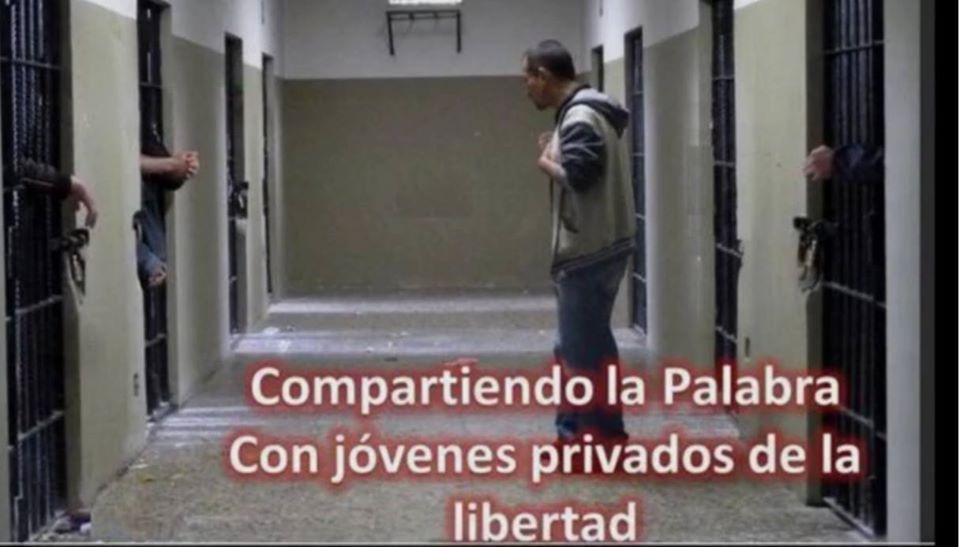 Compartiendo la Palabra
Con jóvenes privados de la
libertad